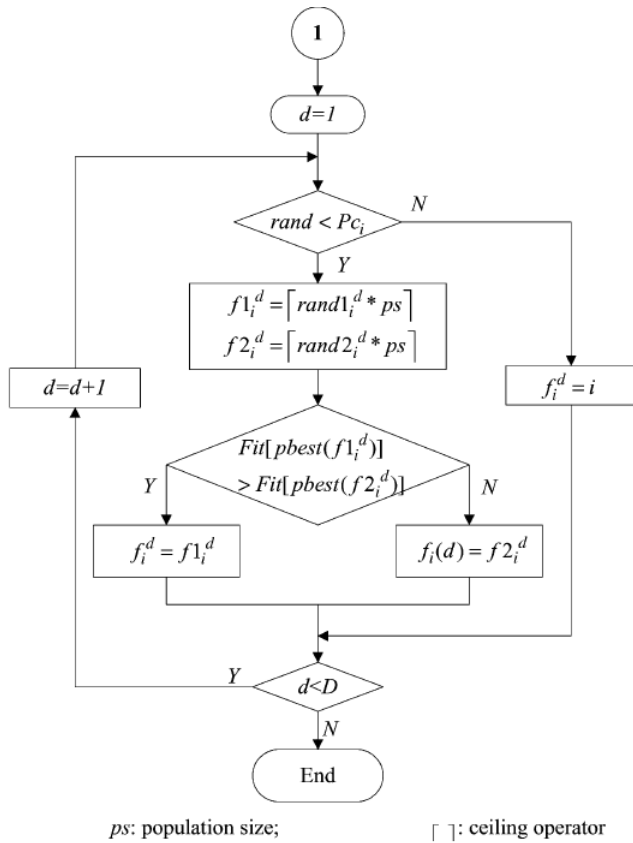 1
d=1
rand < Pc_i
N
Y
f1_i^d = ⌈rand1_i^d * ps⌉
f2_i^d = ⌈rand2_i^d * ps⌉
d=d+1
f_i^d = i
Fit[pbest(f1_i^d)]
> Fit[pbest(f2_i^d)]
Y
N
f_i^d = f1_i^d
f_i(d) = f2_i^d
Y
d<D
N
End
ps: population size;
⌈ ⌉: ceiling operator